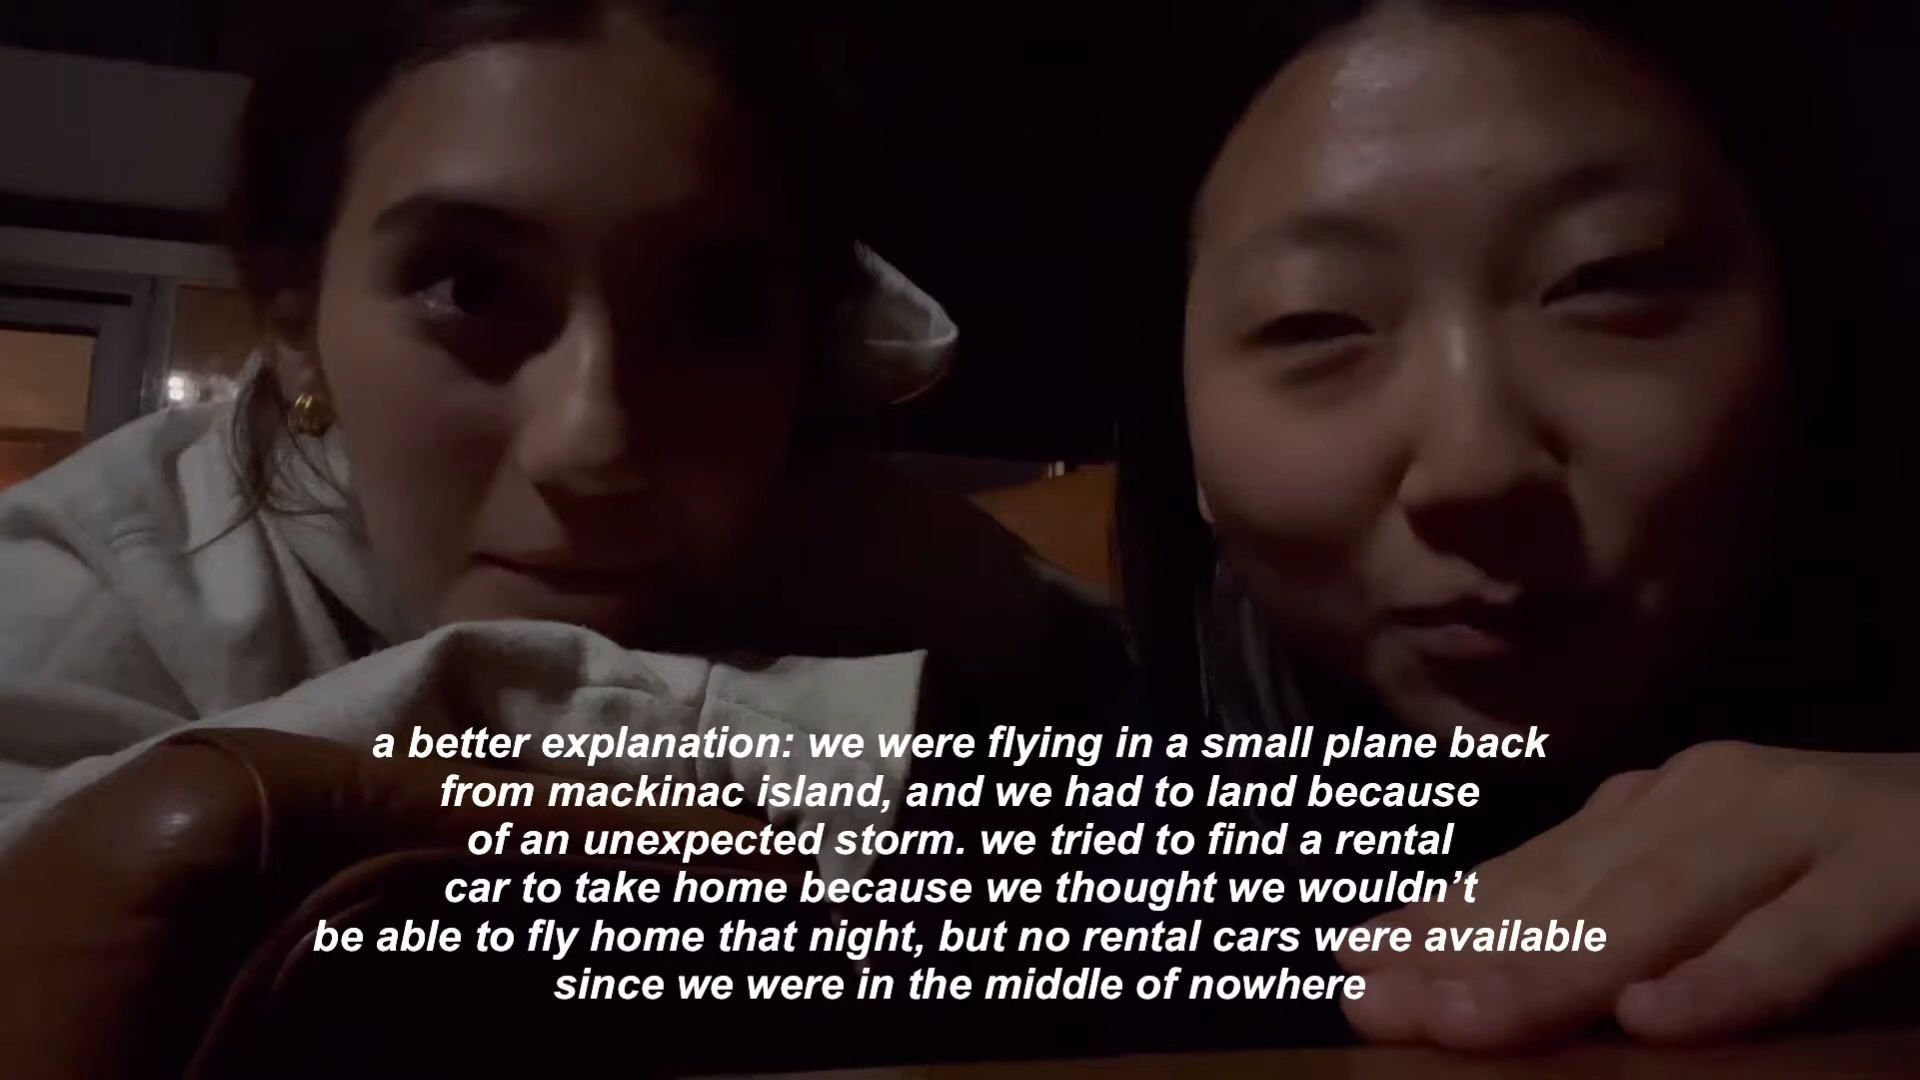 a better explanation: we were flying in a small plane back
from mackinac island, and we had to land because
of an unexpected storm. we tried to find a rental
car to take home because we thought we wouldn’t
be able to fly home that night, but no rental cars were available
since we were in the middle of nowhere